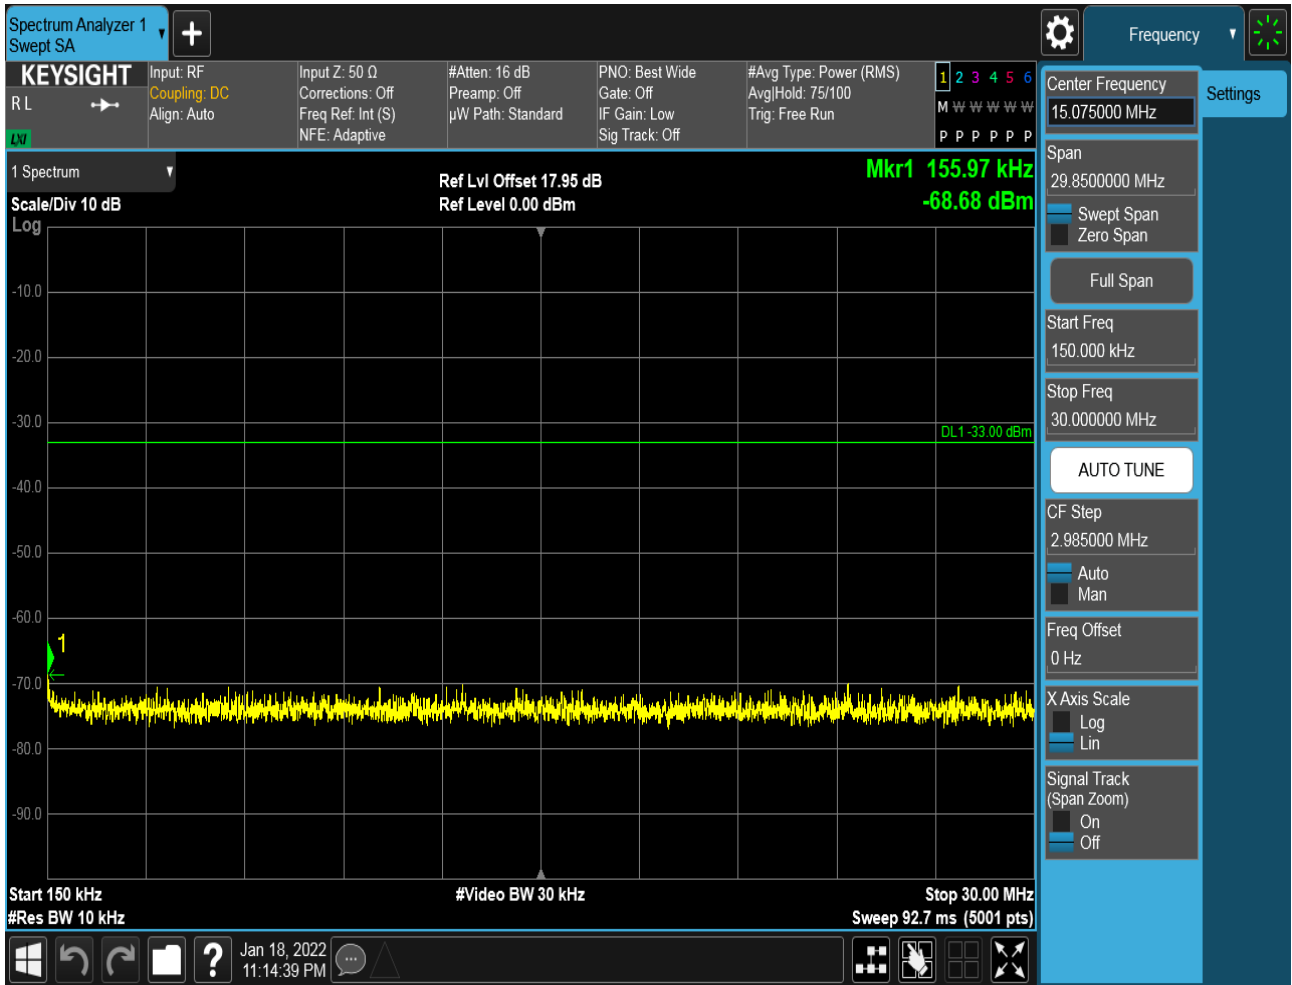 Spectrum Analyzer 1
Swept SA
Frequency
KEYSIGHT
R L
LXI
Input: RF
Coupling: DC
Align: Auto
Input Z: 50 Ω
Corrections: Off
Freq Ref: Int (S)
NFE: Adaptive
#Atten: 16 dB
Preamp: Off
µW Path: Standard
PNO: Best Wide
Gate: Off
IF Gain: Low
Sig Track: Off
#Avg Type: Power (RMS)
Avg|Hold: 75/100
Trig: Free Run
1 2 3 4 5 6
M W W W W W
P P P P P P
1 Spectrum
Scale/Div 10 dB
Log
Ref Lvl Offset 17.95 dB
Ref Level 0.00 dBm
Mkr1 155.97 kHz
-68.68 dBm
-10.0
-20.0
-30.0
DL1 -33.00 dBm
-40.0
-50.0
-60.0
1
-70.0
-80.0
-90.0
Start 150 kHz
#Video BW 30 kHz
Stop 30.00 MHz
#Res BW 10 kHz
Sweep 92.7 ms (5001 pts)
?
Jan 18, 2022
11:14:39 PM
Center Frequency
15.075000 MHz
Settings
Span
29.8500000 MHz
Swept Span
Zero Span
Full Span
Start Freq
150.000 kHz
Stop Freq
30.000000 MHz
AUTO TUNE
CF Step
2.985000 MHz
Auto
Man
Freq Offset
0 Hz
X Axis Scale
Log
Lin
Signal Track
(Span Zoom)
On
Off